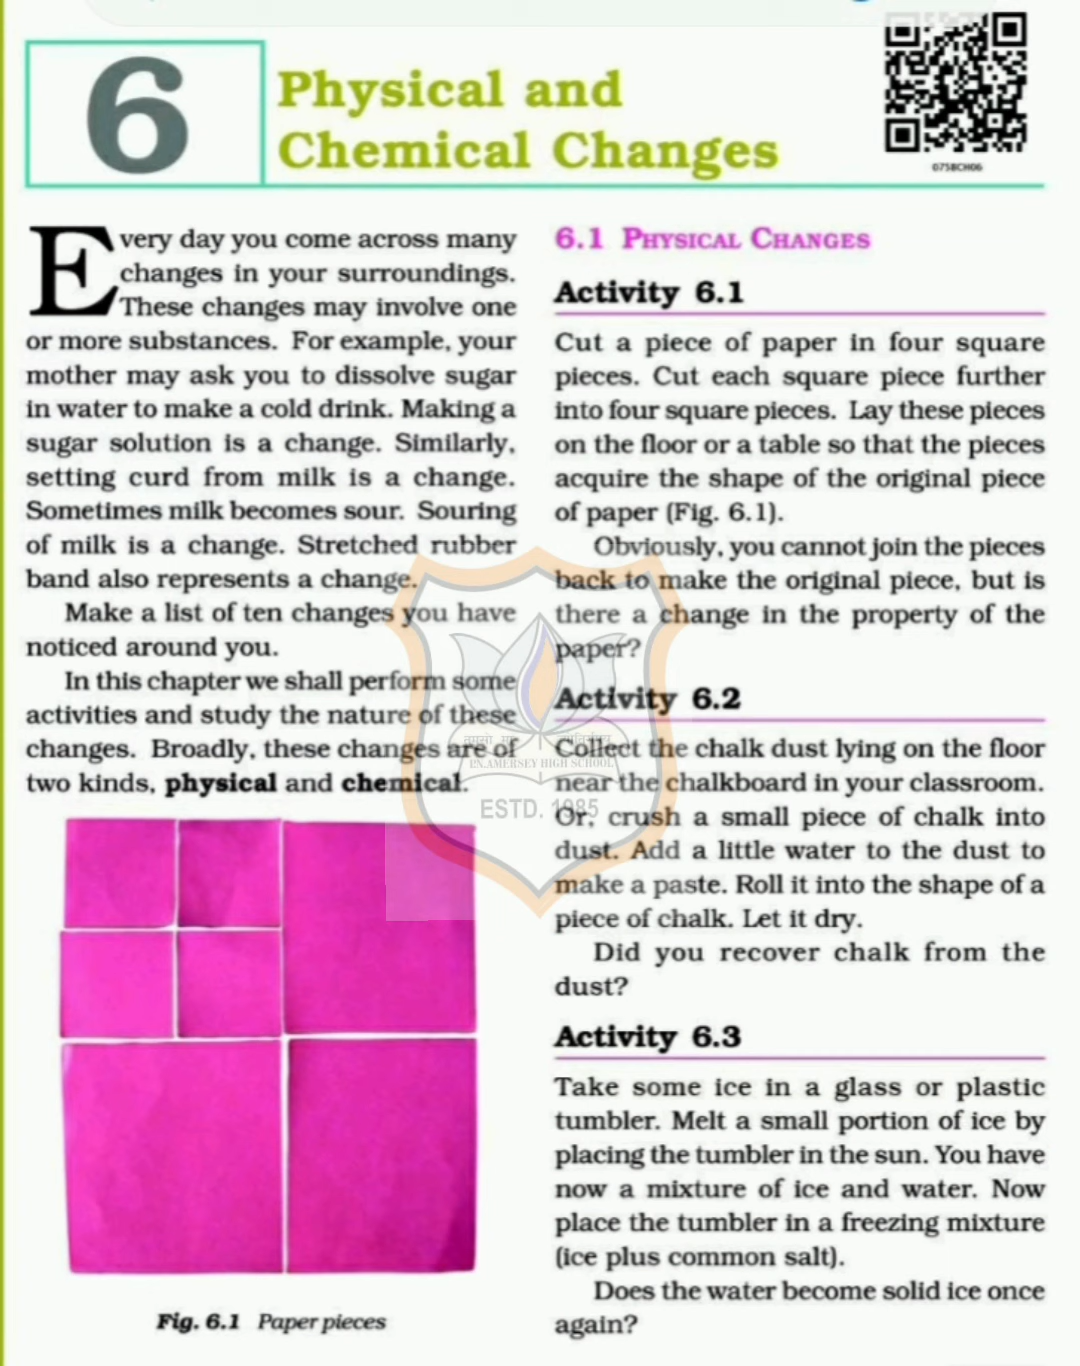 6
Physical and
Chemical Changes
0758CH06
Every day you come across many
changes in your surroundings.
These changes may involve one
or more substances. For example, your
mother may ask you to dissolve sugar
in water to make a cold drink. Making a
sugar solution is a change. Similarly,
setting curd from milk is a change.
Sometimes milk becomes sour. Souring
of milk is a change. Stretched rubber
band also represents a change.
Make a list of ten changes you have
noticed around you.
In this chapter we shall perform some
activities and study the nature of these
changes. Broadly, these changes are of
two kinds, physical and chemical.
Fig. 6.1 Paper pieces
6.1 PHYSICAL CHANGES
Activity 6.1
Cut a piece of paper in four square
pieces. Cut each square piece further
into four square pieces. Lay these pieces
on the floor or a table so that the pieces
acquire the shape of the original piece
of paper (Fig. 6.1).
Obviously, you cannot join the pieces
back to make the original piece, but is
there a change in the property of the
paper?
Activity 6.2
Collect the chalk dust lying on the floor
near the chalkboard in your classroom.
Or, crush a small piece of chalk into
dust. Add a little water to the dust to
make a paste. Roll it into the shape of a
piece of chalk. Let it dry.
Did you recover chalk from the
dust?
Activity 6.3
Take some ice in a glass or plastic
tumbler. Melt a small portion of ice by
placing the tumbler in the sun. You have
now a mixture of ice and water. Now
place the tumbler in a freezing mixture
(ice plus common salt).
Does the water become solid ice once
again?
AMERSEY HIGH SCHOOL
ESTD. 1985